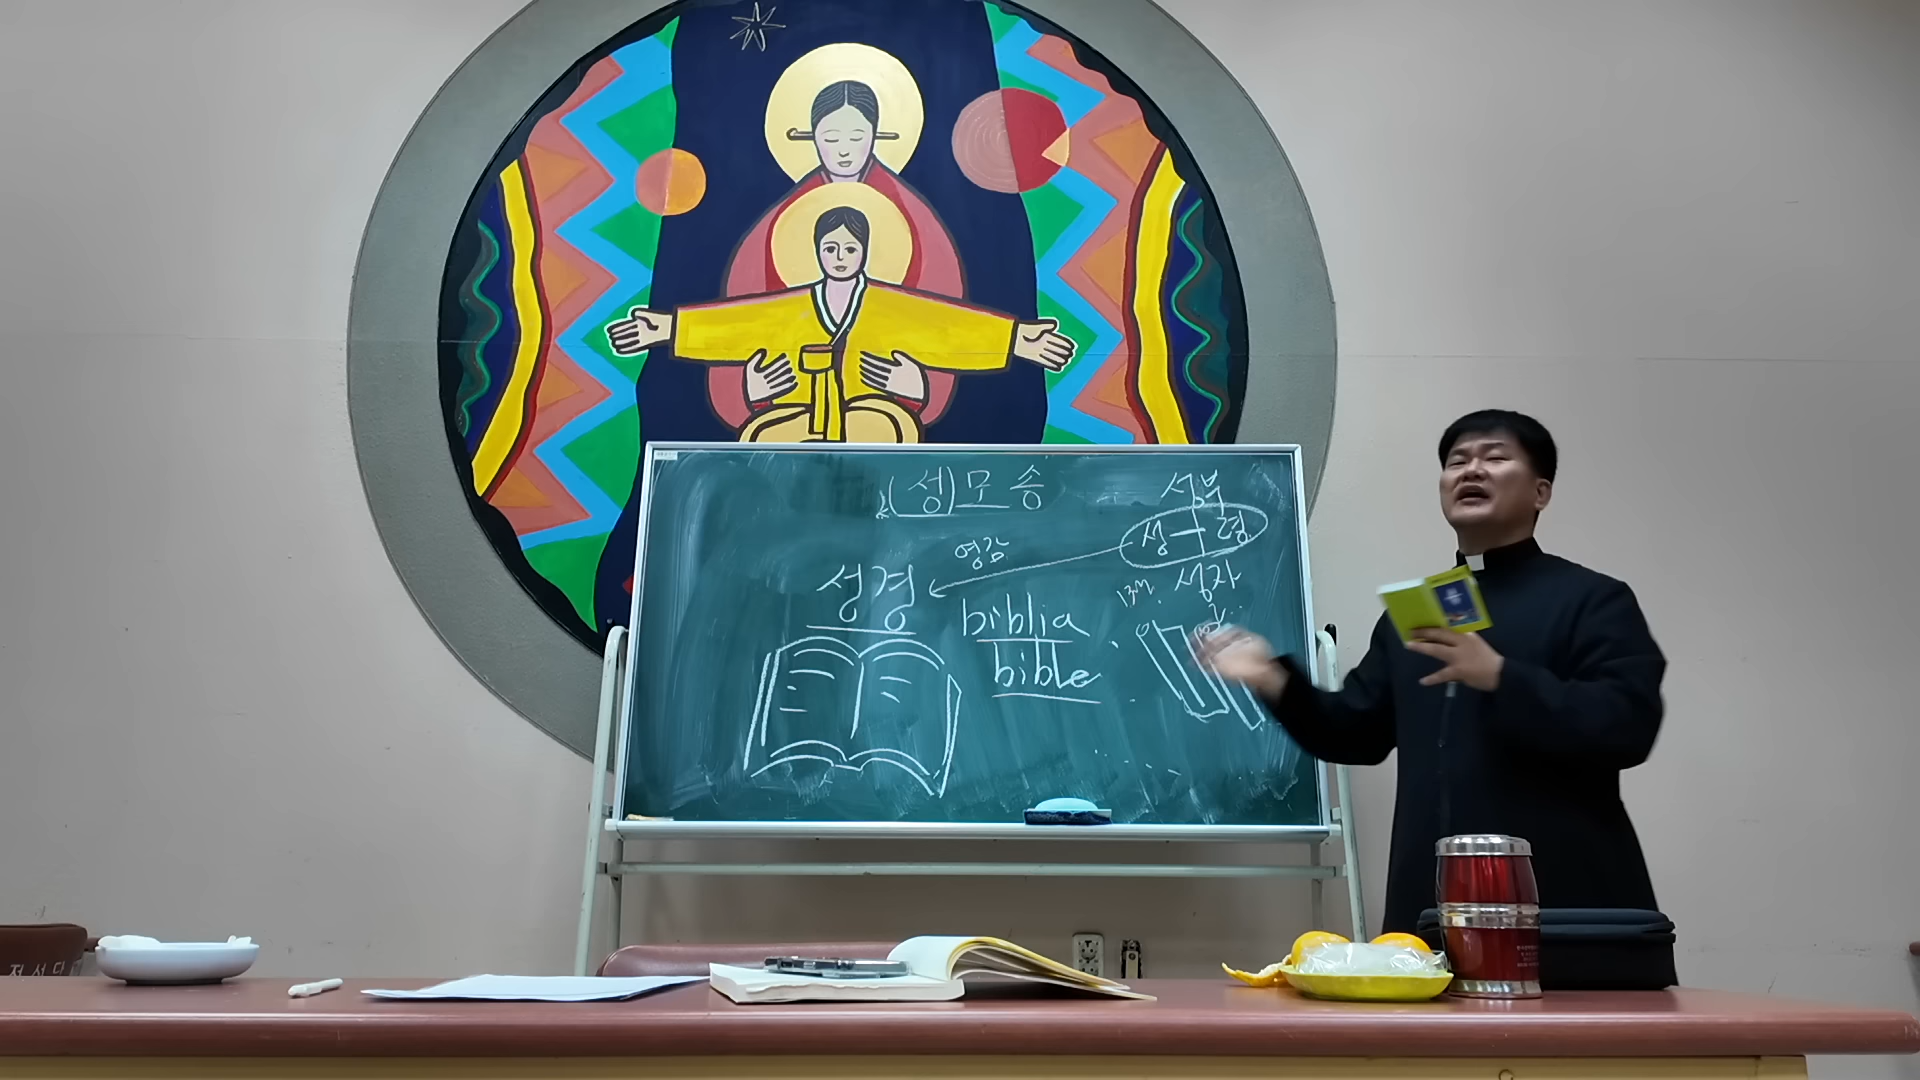 (성)모송
성부
성령
영감
성경
성자
biblia
bible